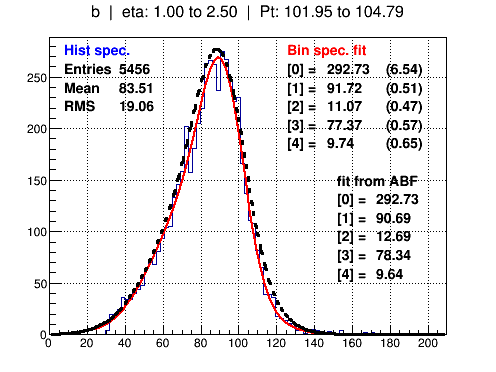 b | eta: 1.00 to 2.50 | Pt: 101.95 to 104.79
Hist spec.
Entries 5456
Mean 83.51
RMS 19.06
Bin spec. fit
[0] = 292.73 (6.54)
[1] = 91.72 (0.51)
[2] = 11.07 (0.47)
[3] = 77.37 (0.57)
[4] = 9.74 (0.65)
fit from ABF
[0] = 292.73
[1] = 90.69
[2] = 12.69
[3] = 78.34
[4] = 9.64
250
200
150
100
50
0
0 20 40 60 80 100 120 140 160 180 200